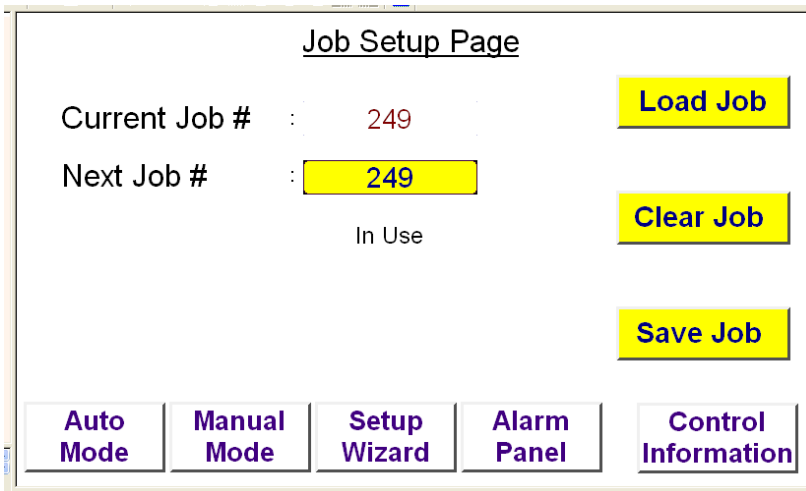 Job Setup Page
Current Job # : 249
Load Job
Next Job # : 249
In Use
Clear Job
Save Job
Auto Mode
Manual Mode
Setup Wizard
Alarm Panel
Control Information